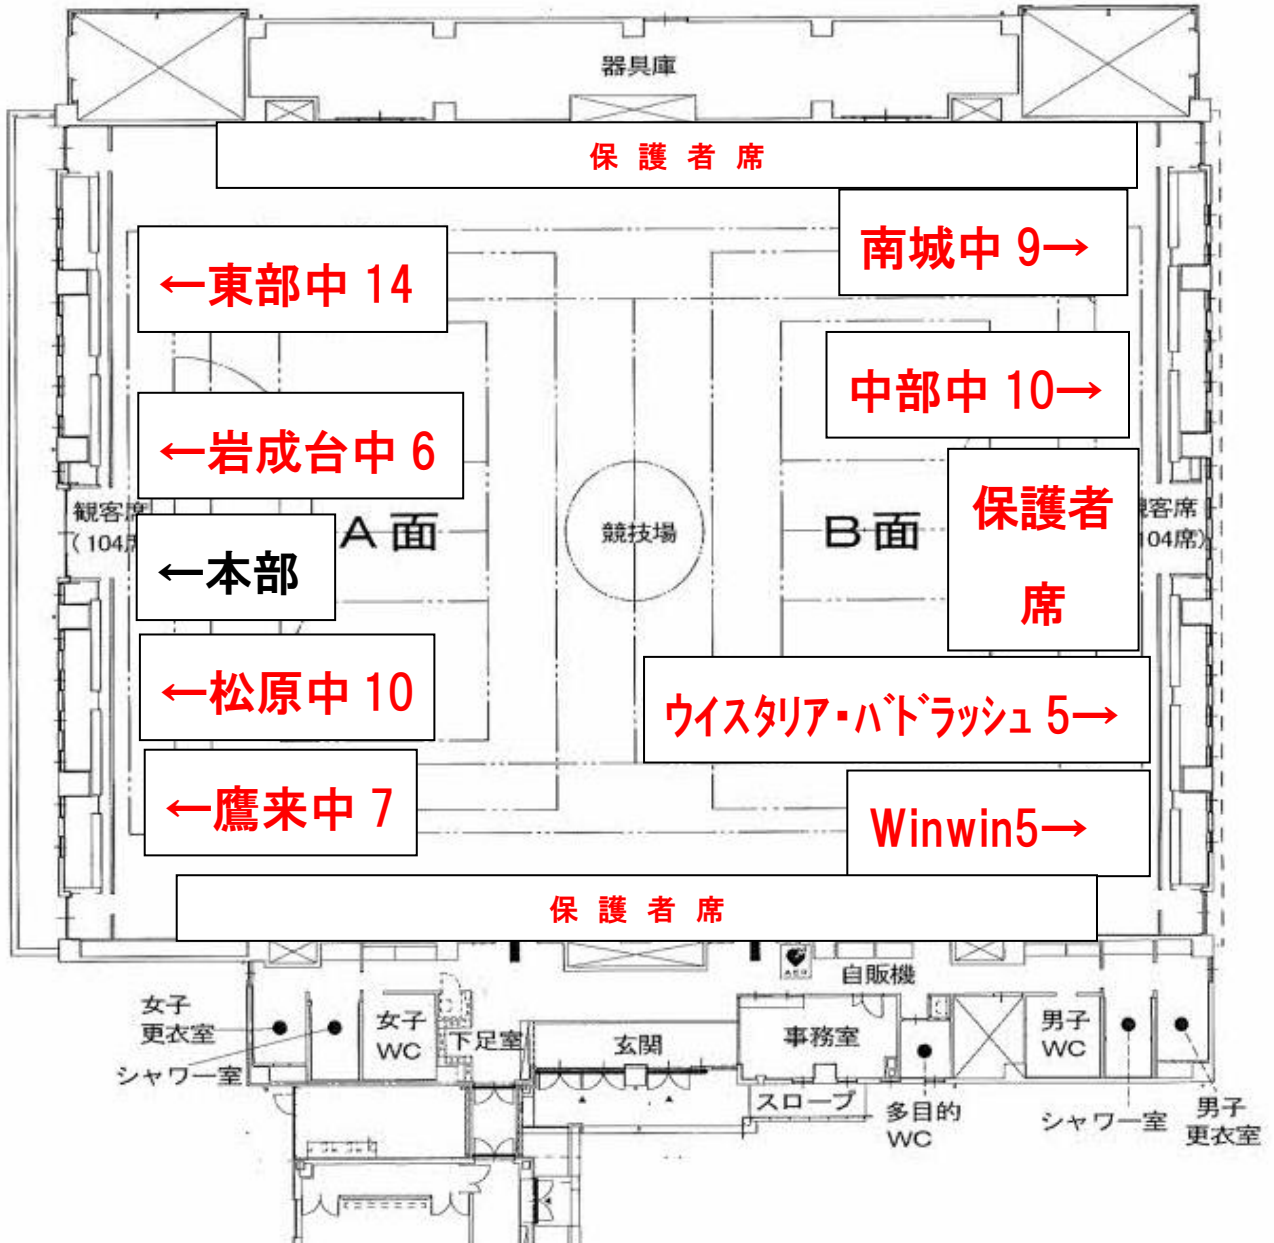 器具庫
保護者席
南城中 9→
←東部中 14
中部中 10→
←岩成台中 6
保護者
席
観客席
(104席
客席
104席)
A面
競技場
B面
←本部
←松原中 10
ウイスタリア・バドラッシュ 5→
←鷹来中 7
Winwin5→
保護者席
AED
自販機
女子
更衣室
シャワー室
女子
WC
下足室
玄関
事務室
スロープ
多目的
WC
男子
WC
シャワー室
男子
更衣室